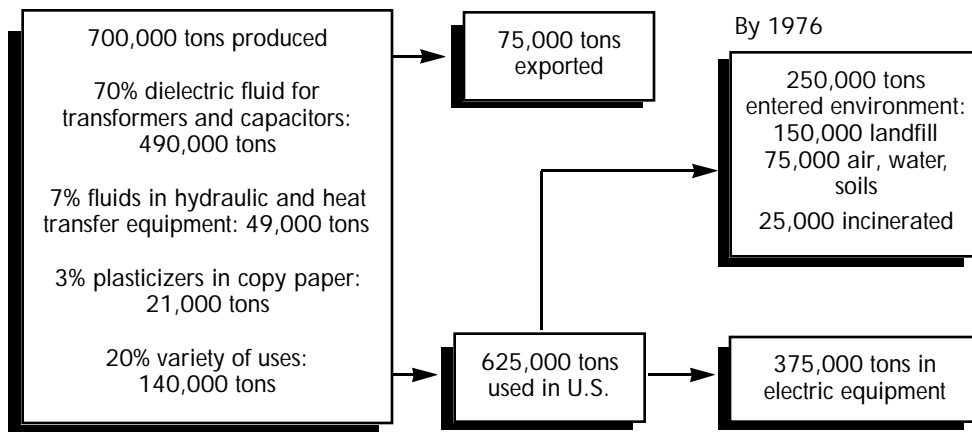 700,000 tons produced
70% dielectric fluid for
transformers and capacitors:
490,000 tons
7% fluids in hydraulic and heat
transfer equipment: 49,000 tons
3% plasticizers in copy paper:
21,000 tons
20% variety of uses:
140,000 tons
75,000 tons
exported
625,000 tons
used in U.S.
By 1976
250,000 tons
entered environment:
150,000 landfill
75,000 air, water,
soils
25,000 incinerated
375,000 tons in
electric equipment